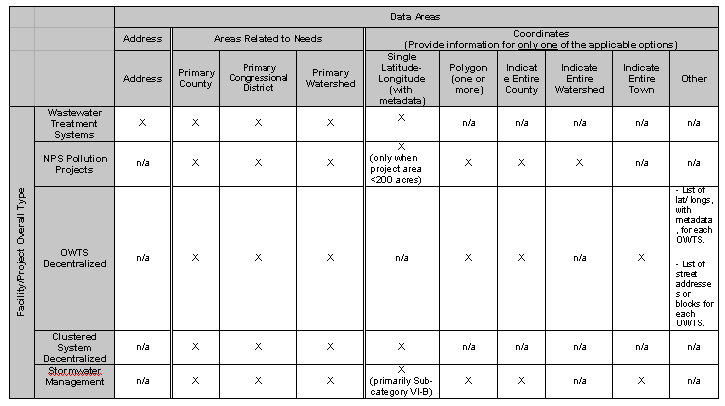 Data Areas
Address
Areas Related to Needs
Coordinates
(Provide information for only one of the applicable options)
Address
Primary
County
Primary
Congressional
District
Primary
Watershed
Single
Latitude-
Longitude
(with
metadata)
Polygon
(one or
more)
Indicat
e Entire
County
Indicate
Entire
Watershed
Indicate
Entire
Town
Other
Facility/Project Overall Type
Wastewater
Treatment
Systems
X
X
X
X
X
n/a
n/a
n/a
n/a
n/a
NPS Pollution
Projects
n/a
X
X
X
X
(only when
project area
<200 acres)
X
X
X
n/a
n/a
OWTS
Decentralized
n/a
X
X
X
n/a
X
X
n/a
X
- List of
lat/ longs,
with
metadata
, for each
OWTS.
- List of
street
addresse
s or
blocks for
each
OWTS.
Clustered
System
Decentralized
n/a
X
X
X
X
n/a
n/a
n/a
n/a
n/a
Stormwater
Management
n/a
X
X
X
X
(primarily Sub-
category VI-B)
X
X
n/a
X
n/a